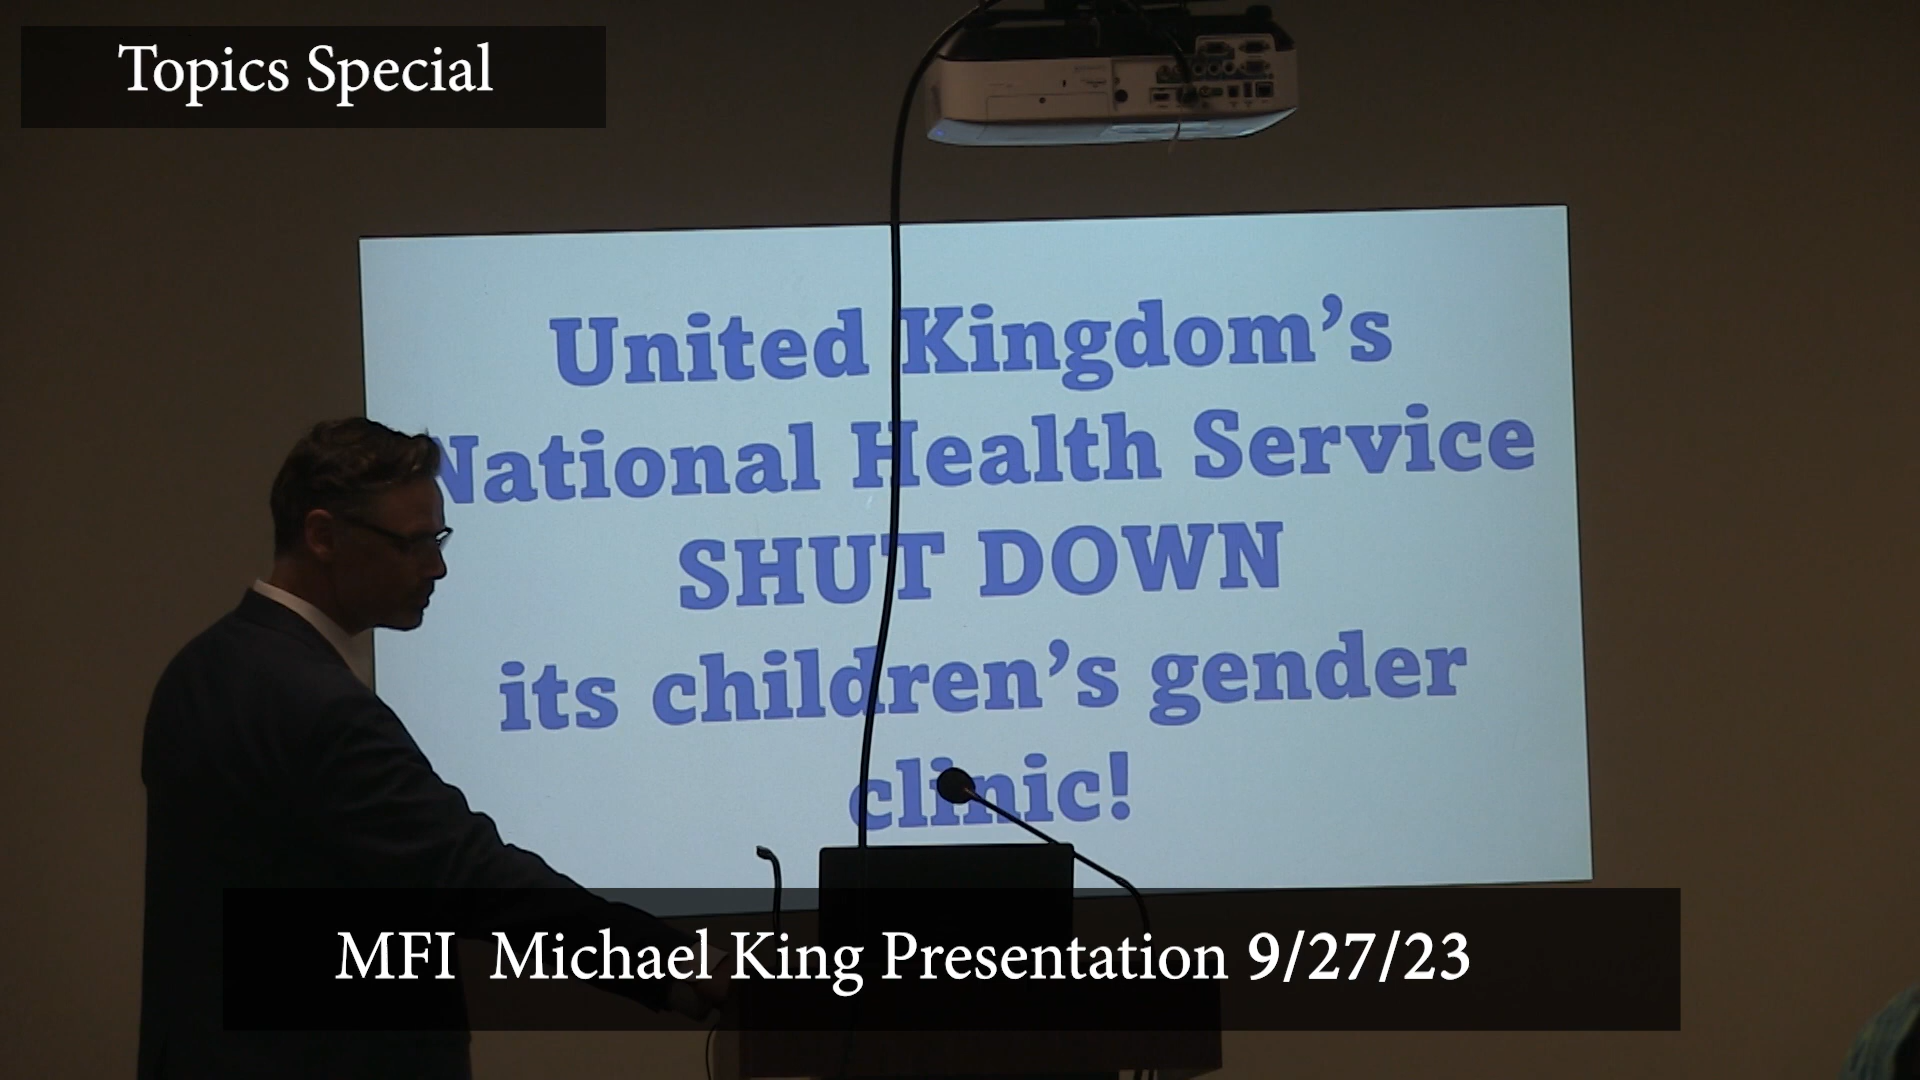 Topics Special
United Kingdom’s
National Health Service
SHUT DOWN
its children’s gender
clinic!
MFI Michael King Presentation 9/27/23